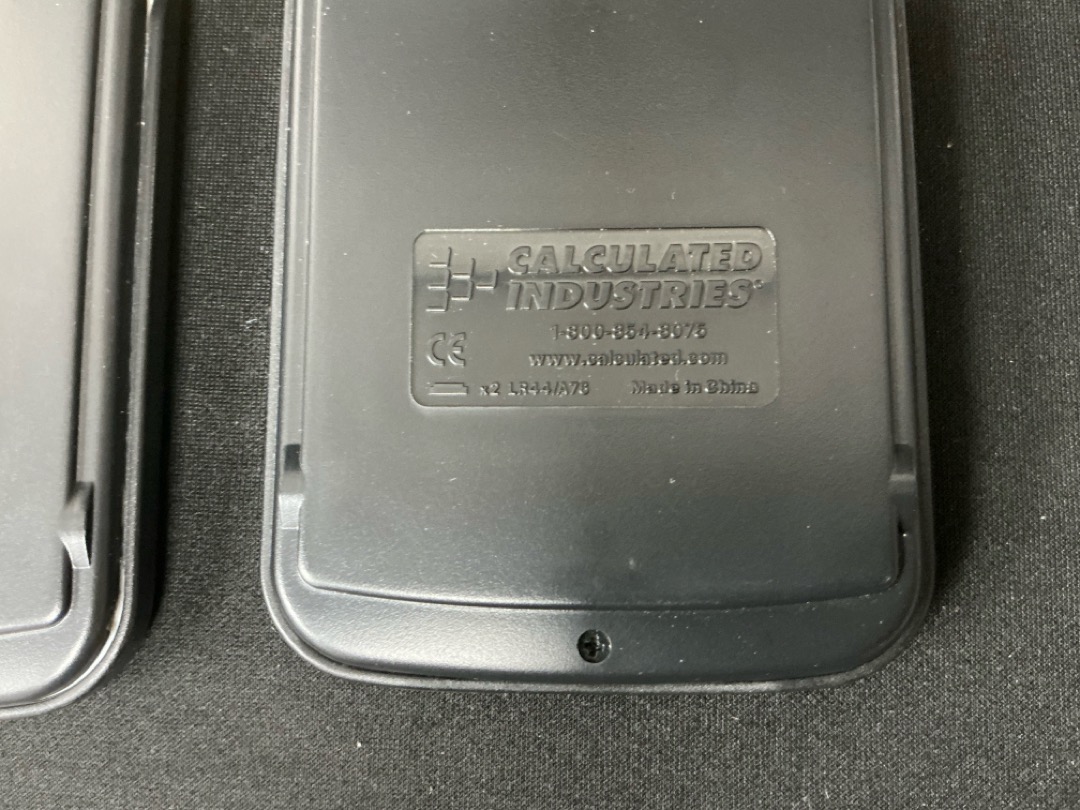 CALCULATED
INDUSTRIES®
1-800-854-8075
www.calculated.com
CE
x2 LR44/A76 Made in China